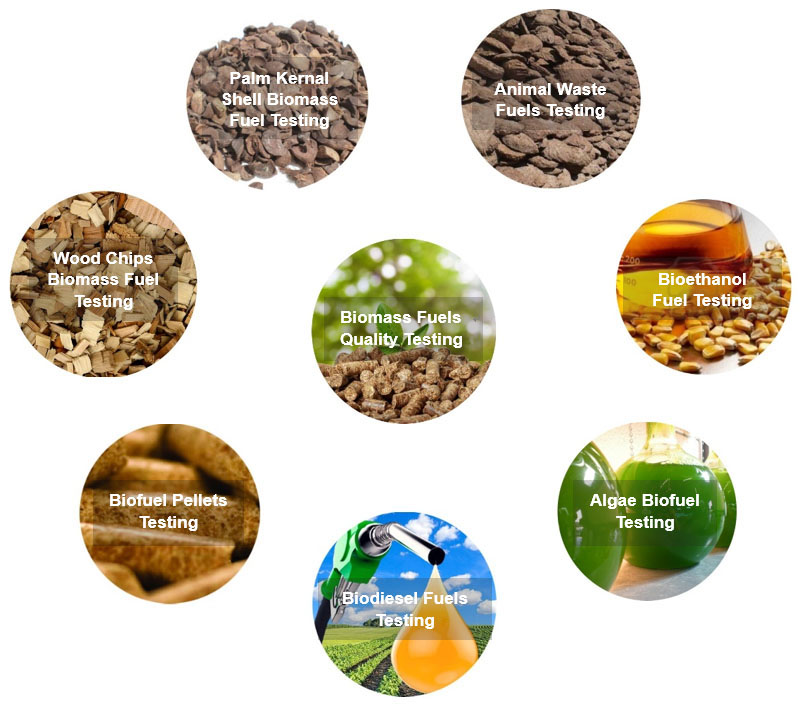 Palm Kernal
Shell Biomass
Fuel Testing
Animal Waste
Fuels Testing
Wood Chips
Biomass Fuel
Testing
Bioethanol
Fuel Testing
Biomass Fuels
Quality Testing
Biofuel Pellets
Testing
Algae Biofuel
Testing
Biodiesel Fuels
Testing